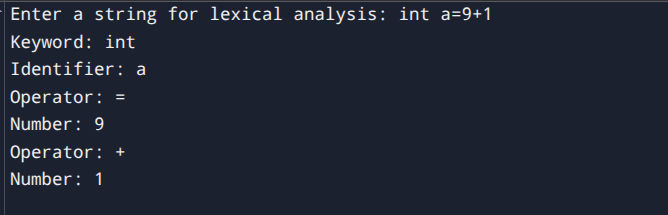 Enter a string for lexical analysis: int a=9+1
Keyword: int
Identifier: a
Operator: =
Number: 9
Operator: +
Number: 1